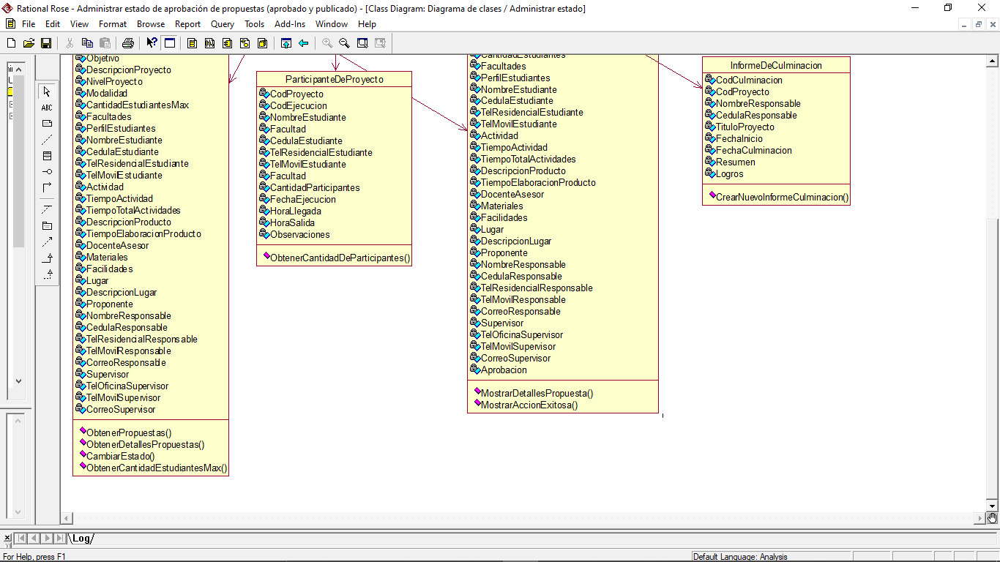 Rational Rose - Administrar estado de aprobación de propuestas (aprobado y publicado) - [Class Diagram: Diagrama de clases / Administrar estado]
File Edit View Format Browse Report Query Tools Add-Ins Window Help
ABC
Objetivo
DescripcionProyecto
NivelProyecto
Modalidad
CantidadEstudiantesMax
Facultades
PerfilEstudiantes
NombreEstudiante
CedulaEstudiante
TelResidencialEstudiante
TelMovilEstudiante
Actividad
TiempoActividad
TiempoTotalActividades
DescripcionProducto
TiempoElaboracionProducto
DocenteAsesor
Materiales
Facilidades
Lugar
DescripcionLugar
Proponente
NombreResponsable
CedulaResponsable
TelResidencialResponsable
TelMovilResponsable
CorreoResponsable
Supervisor
TelOficinaSupervisor
TelMovilSupervisor
CorreoSupervisor
ObtenerPropuestas()
ObtenerDetallesPropuestas()
CambiarEstado()
ObtenerCantidadEstudiantesMax()
ParticipanteDeProyecto
CodProyecto
CodEjecucion
NombreEstudiante
Facultad
CedulaEstudiante
TelResidencialEstudiante
TelMovilEstudiante
Facultad
CantidadParticipantes
FechaEjecucion
HoraLlegada
HoraSalida
Observaciones
ObtenerCantidadDeParticipantes()
CantidadEstudiantes
Facultades
PerfilEstudiantes
NombreEstudiante
CedulaEstudiante
TelResidencialEstudiante
TelMovilEstudiante
Actividad
TiempoActividad
TiempoTotalActividades
DescripcionProducto
TiempoElaboracionProducto
DocenteAsesor
Materiales
Facilidades
Lugar
DescripcionLugar
Proponente
NombreResponsable
CedulaResponsable
TelResidencialResponsable
TelMovilResponsable
CorreoResponsable
Supervisor
TelOficinaSupervisor
TelMovilSupervisor
CorreoSupervisor
Aprobacion
MostrarDetallesPropuesta()
MostrarAccionExitosa()
InformeDeCulminacion
CodCulminacion
CodProyecto
NombreResponsable
CedulaResponsable
TituloProyecto
FechaInicio
FechaCulminacion
Resumen
Logros
CrearNuevoInformeCulminacion()
Log
For Help, press F1
Default Language: Analysis